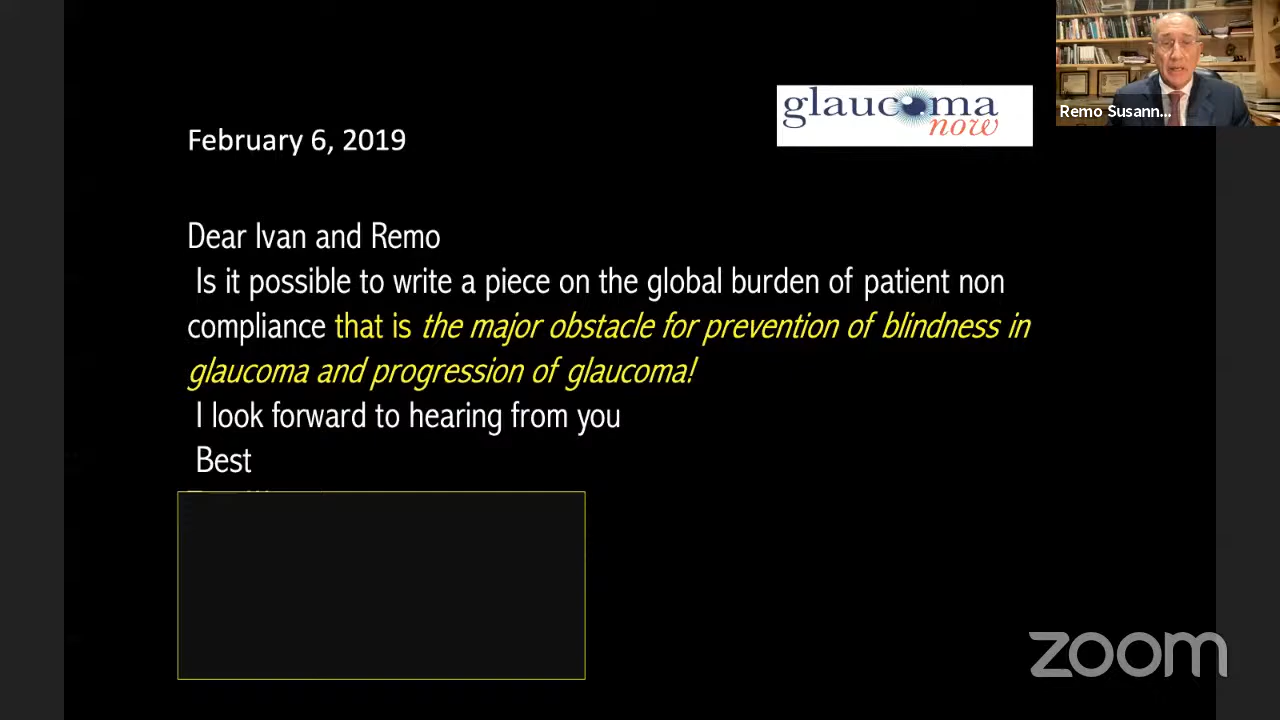 glaucoma
now
Remo Susann...
February 6, 2019
Dear Ivan and Remo
Is it possible to write a piece on the global burden of patient non
compliance that is the major obstacle for prevention of blindness in
glaucoma and progression of glaucoma!
I look forward to hearing from you
Best
zoom